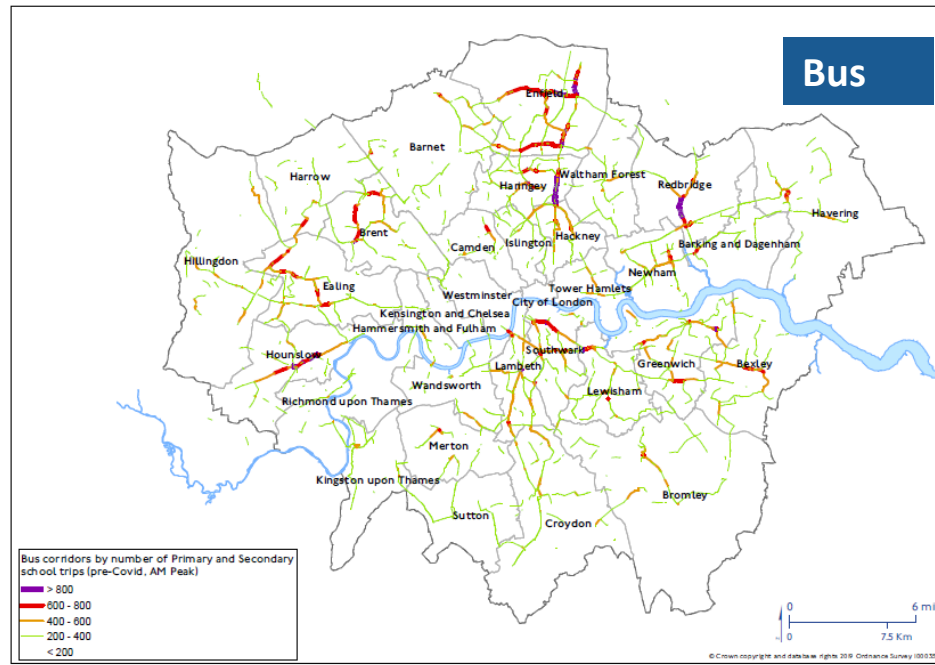 Bus
Enfield
Barnet
Harrow
Haringey
Waltham Forest
Redbridge
Havering
Brent
Camden
Islington
Hackney
Barking and Dagenham
Hillingdon
Newham
Ealing
Tower Hamlets
Westminster
City of London
Kensington and Chelsea
Hammersmith and Fulham
Hounslow
Southwark
Lambeth
Greenwich
Bexley
Wandsworth
Lewisham
Richmond upon Thames
Merton
Kingston upon Thames
Bromley
Sutton
Croydon
Bus corridors by number of Primary and Secondary
school trips (pre-Covid, AM Peak)
> 800
600 - 800
400 - 600
200 - 400
< 200
0 6 mi
0 7.5 km
© Crown copyright and database rights 2019 Ordnance Survey